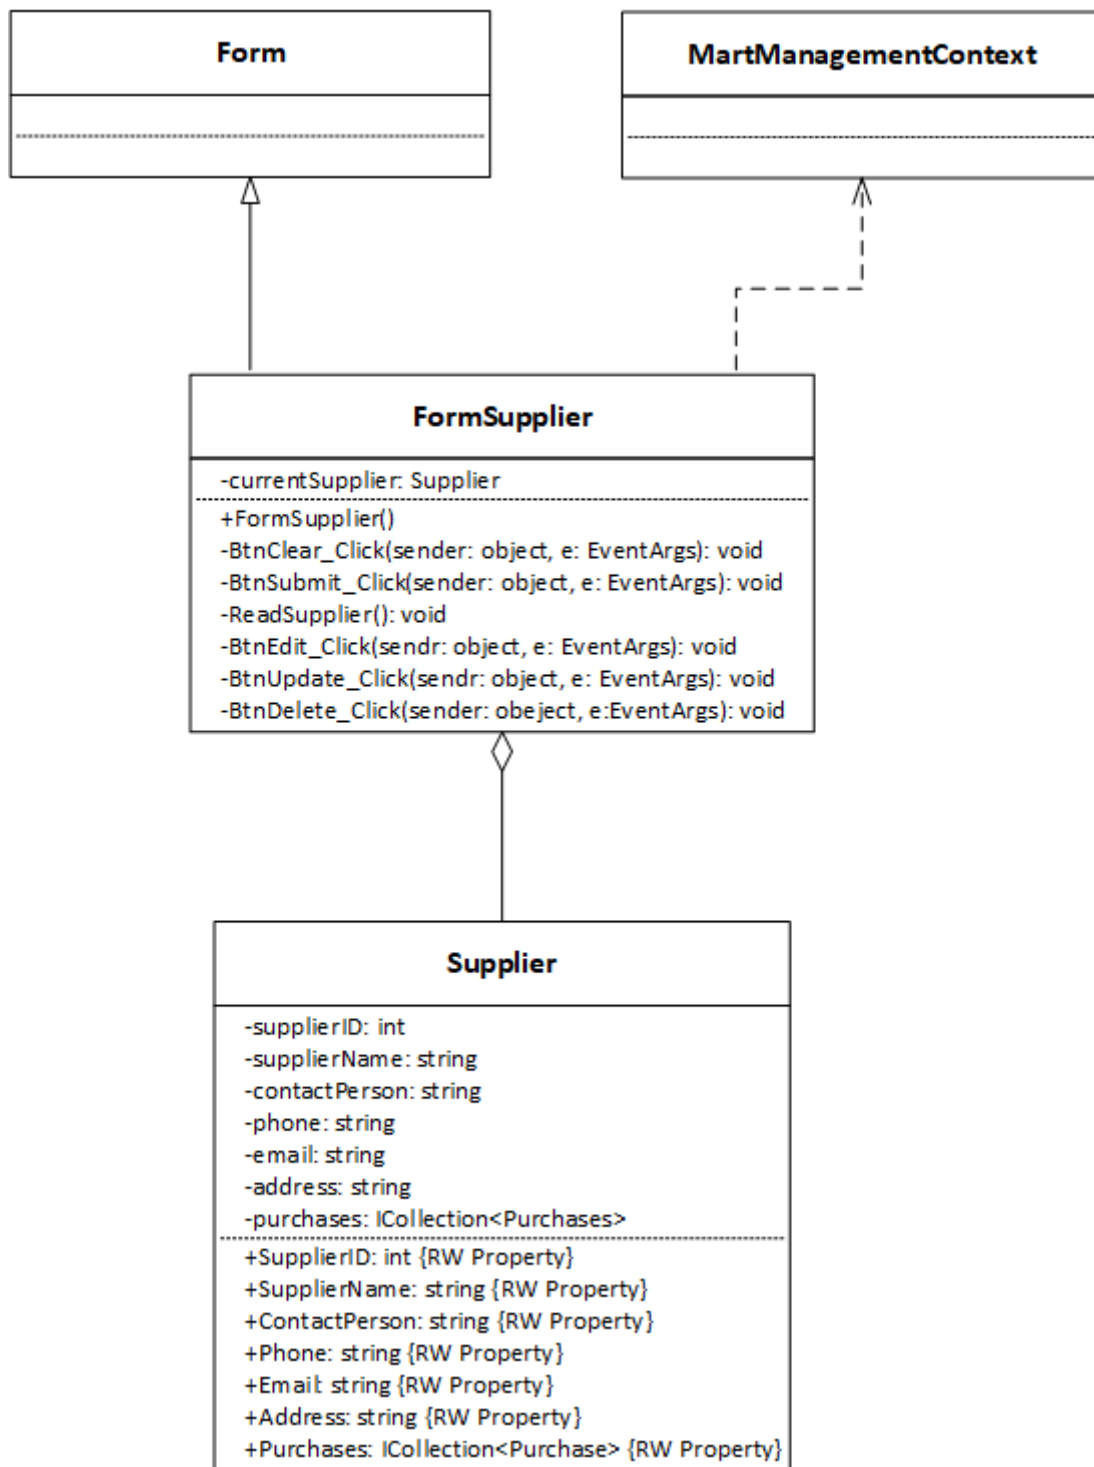 Form
MartManagementContext
FormSupplier
-currentSupplier: Supplier
+FormSupplier()
-BtnClear_Click(sender: object, e: EventArgs): void
-BtnSubmit_Click(sender: object, e: EventArgs): void
-ReadSupplier(): void
-BtnEdit_Click(sendr: object, e: EventArgs): void
-BtnUpdate_Click(sendr: object, e: EventArgs): void
-BtnDelete_Click(sender: obeject, e:EventArgs): void
Supplier
-supplierID: int
-supplierName: string
-contactPerson: string
-phone: string
-email: string
-address: string
-purchases: ICollection<Purchases>
+SupplierID: int {RW Property}
+SupplierName: string {RW Property}
+ContactPerson: string {RW Property}
+Phone: string {RW Property}
+Email: string {RW Property}
+Address: string {RW Property}
+Purchases: ICollection<Purchase> {RW Property}